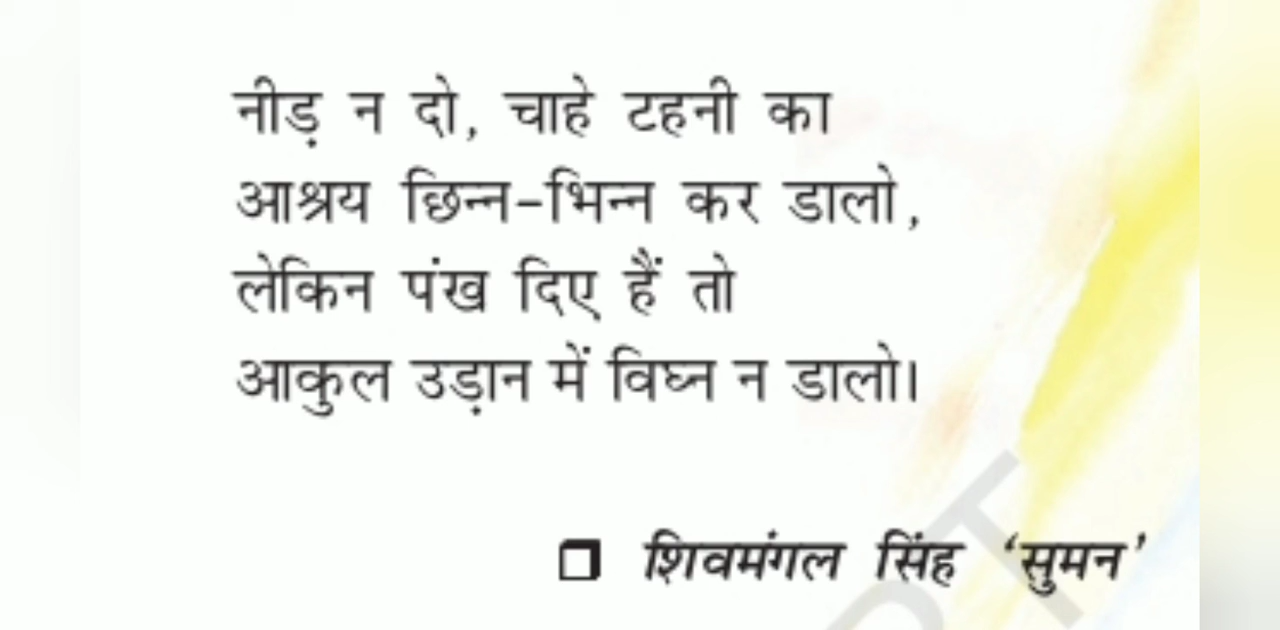 नीड़ न दो, चाहे टहनी का
आश्रय छिन्न-भिन्न कर डालो,
लेकिन पंख दिए हैं तो
आकुल उड़ान में विघ्न न डालो।
❒ शिवमंगल सिंह ‘सुमन’